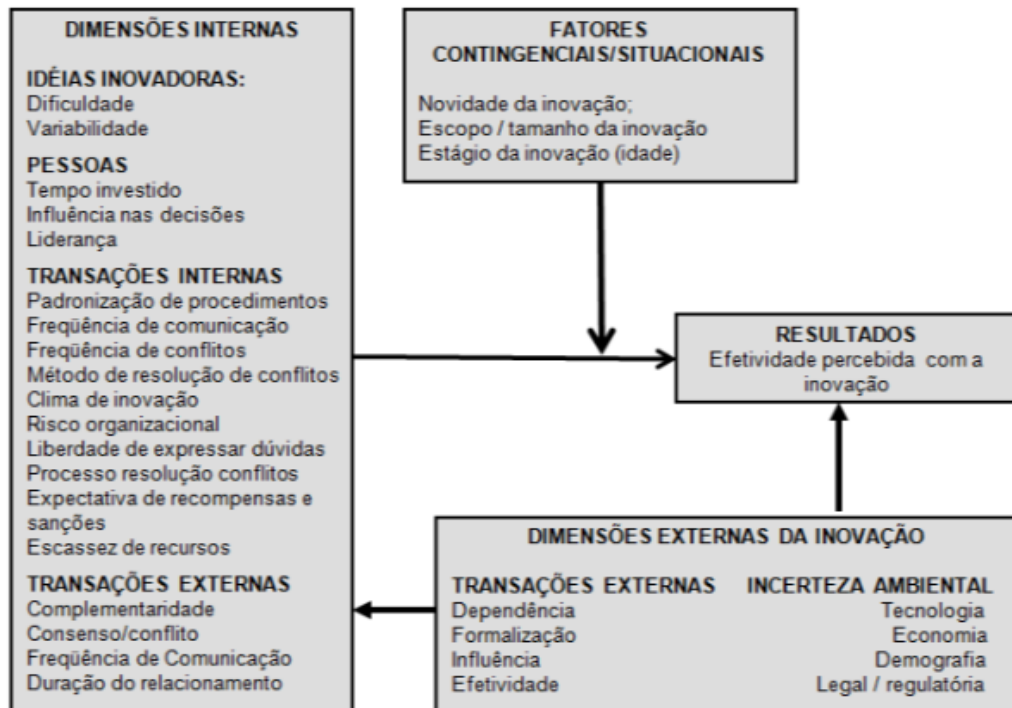 DIMENSÕES INTERNAS
IDÉIAS INOVADORAS:
Dificuldade
Variabilidade
PESSOAS
Tempo investido
Influência nas decisões
Liderança
TRANSAÇÕES INTERNAS
Padronização de procedimentos
Freqüência de comunicação
Freqüência de conflitos
Método de resolução de conflitos
Clima de inovação
Risco organizacional
Liberdade de expressar dúvidas
Processo resolução conflitos
Expectativa de recompensas e
sanções
Escassez de recursos
TRANSAÇÕES EXTERNAS
Complementaridade
Consenso/conflito
Freqüência de Comunicação
Duração do relacionamento
FATORES
CONTINGENCIAIS/SITUACIONAIS
Novidade da inovação;
Escopo / tamanho da inovação
Estágio da inovação (idade)
RESULTADOS
Efetividade percebida com a
inovação
DIMENSÕES EXTERNAS DA INOVAÇÃO
TRANSAÇÕES EXTERNAS INCERTEZA AMBIENTAL
Dependência Tecnologia
Formalização Economia
Influência Demografia
Efetividade Legal / regulatória